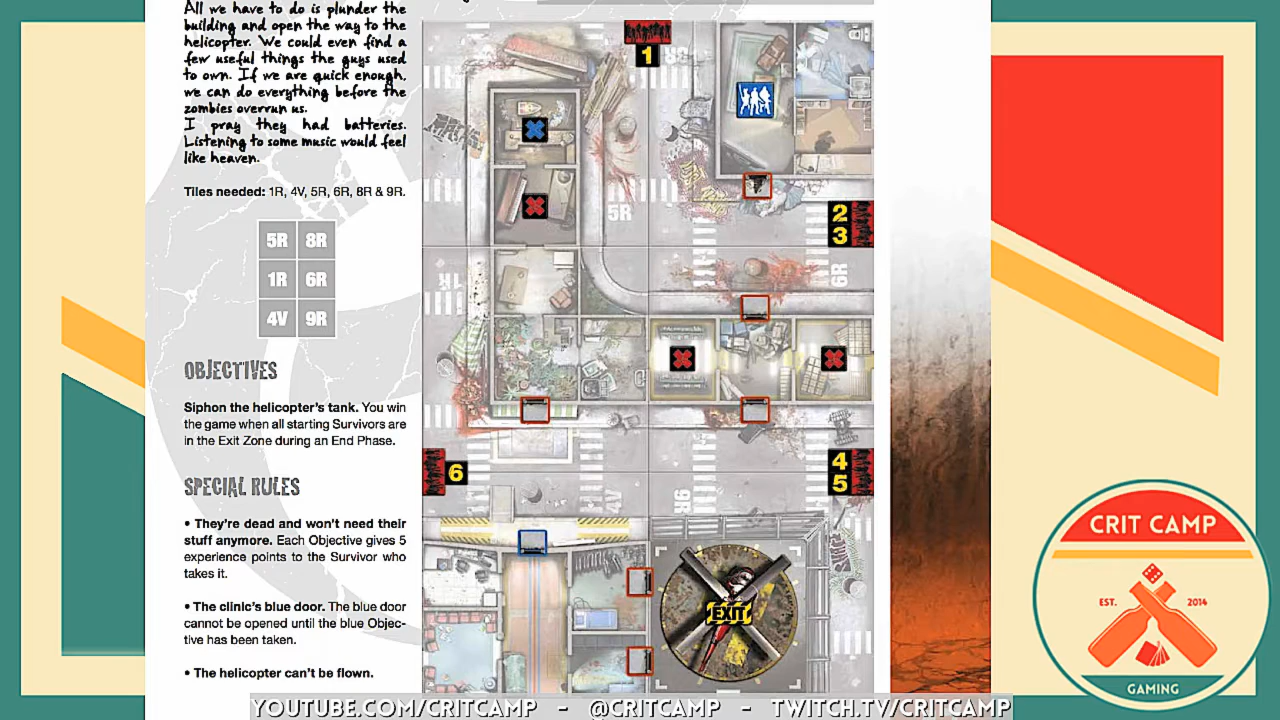 All we have to do is plunder the
building and open the way to the
helicopter. We could even find a
few useful things the guys used
to own. If we are quick enough,
we can do everything before the
zombies overrun us.
I pray they had batteries.
Listening to some music would feel
like heaven.
Tiles needed: 1R, 4V, 5R, 6R, 8R & 9R.
5R 8R
1R 6R
4V 9R
OBJECTIVES
Siphon the helicopter's tank. You win
the game when all starting Survivors are
in the Exit Zone during an End Phase.
SPECIAL RULES
• They're dead and won't need their
stuff anymore. Each Objective gives 5
experience points to the Survivor who
takes it.
• The clinic's blue door. The blue door
cannot be opened until the blue Objec-
tive has been taken.
• The helicopter can't be flown.
1
8R
5R
2
3
1R
6R
6
4
5
4V
9R
EXIT
CRIT CAMP
EST. 2014
GAMING
YOUTUBE.COM/CRITCAMP - @CRITCAMP - TWITCH.TV/CRITCAMP